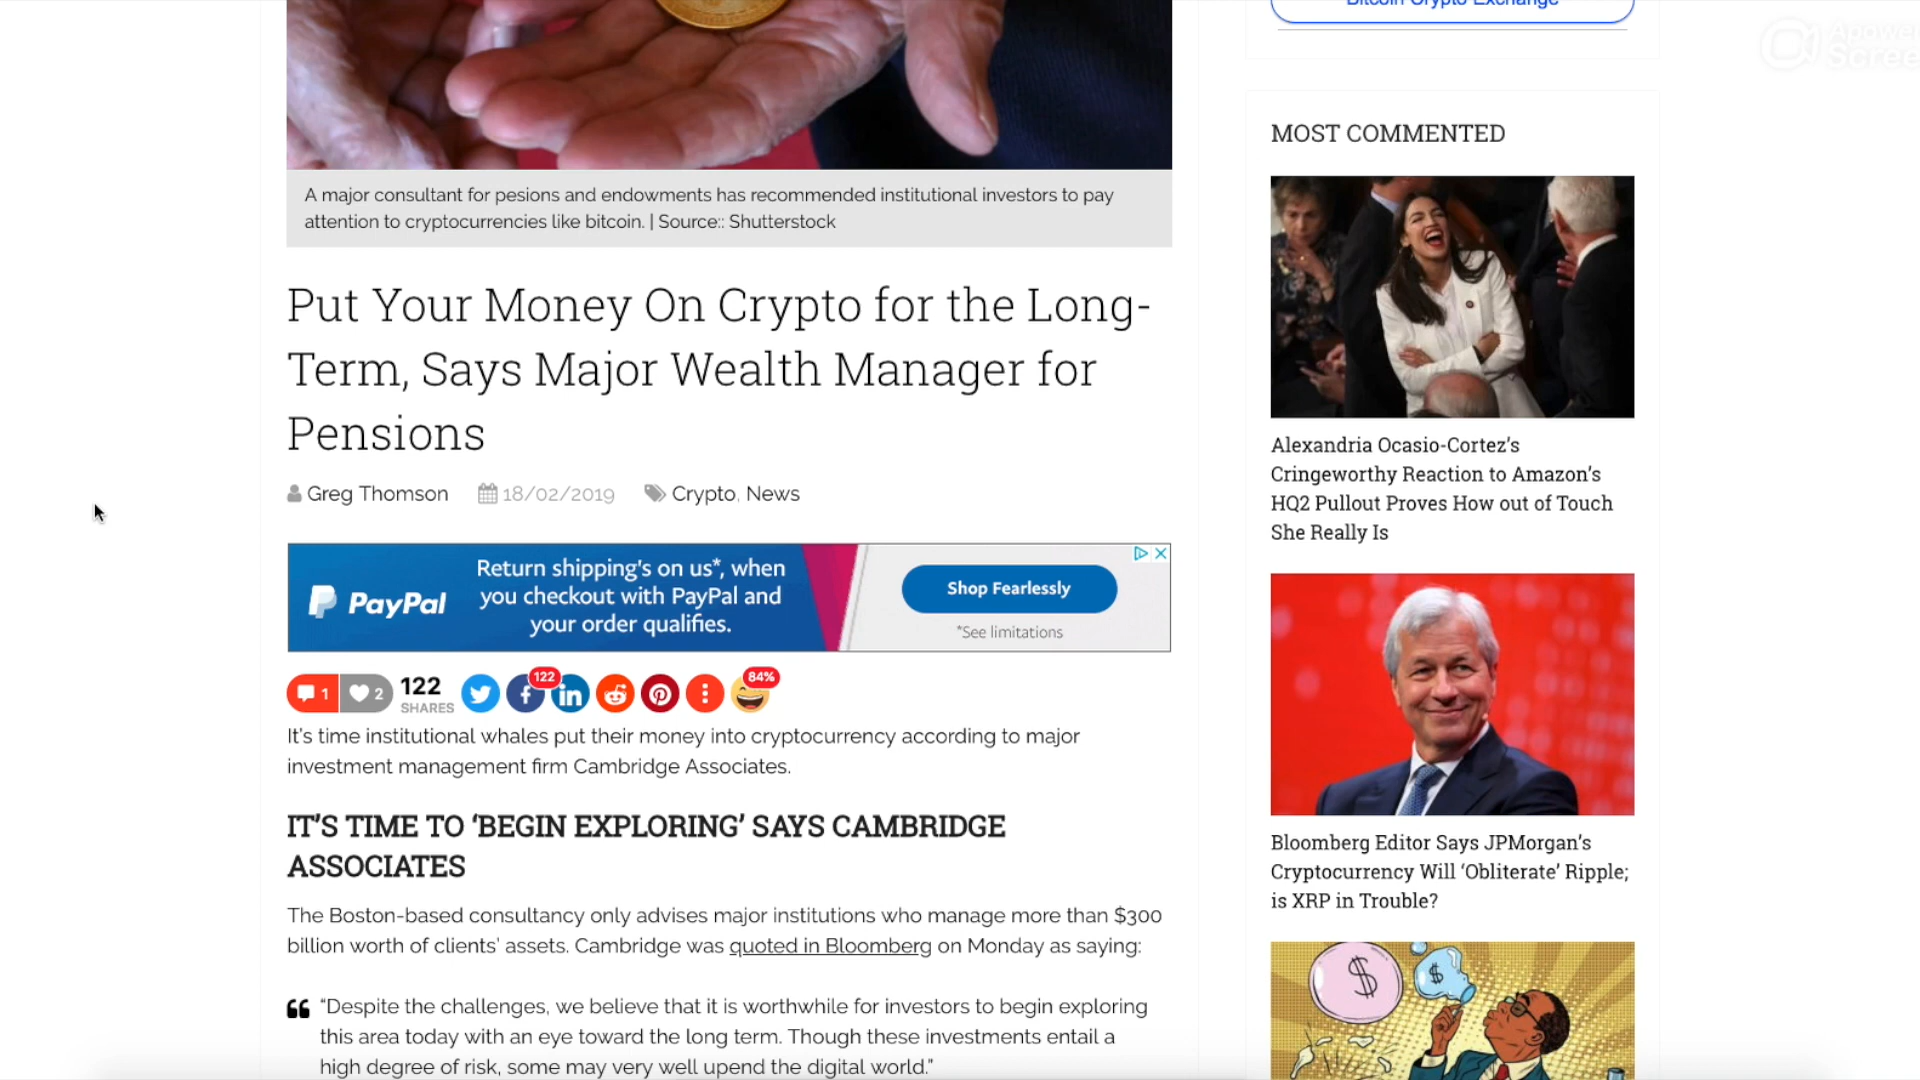 Bitcoin Crypto Exchange
A major consultant for pesions and endowments has recommended institutional investors to pay
attention to cryptocurrencies like bitcoin. | Source:: Shutterstock
Put Your Money On Crypto for the Long-
Term, Says Major Wealth Manager for
Pensions
Greg Thomson 18/02/2019 Crypto, News
PayPal
Return shipping's on us*, when
you checkout with PayPal and
your order qualifies.
Shop Fearlessly
*See limitations
1 2 122 SHARES 122 84%
It's time institutional whales put their money into cryptocurrency according to major
investment management firm Cambridge Associates.
IT'S TIME TO ‘BEGIN EXPLORING’ SAYS CAMBRIDGE
ASSOCIATES
The Boston-based consultancy only advises major institutions who manage more than $300
billion worth of clients' assets. Cambridge was quoted in Bloomberg on Monday as saying:
“Despite the challenges, we believe that it is worthwhile for investors to begin exploring
this area today with an eye toward the long term. Though these investments entail a
high degree of risk, some may very well upend the digital world.”
MOST COMMENTED
Alexandria Ocasio-Cortez's
Cringeworthy Reaction to Amazon's
HQ2 Pullout Proves How out of Touch
She Really Is
Bloomberg Editor Says JPMorgan's
Cryptocurrency Will ‘Obliterate’ Ripple;
is XRP in Trouble?
$
$
Apower
Scree